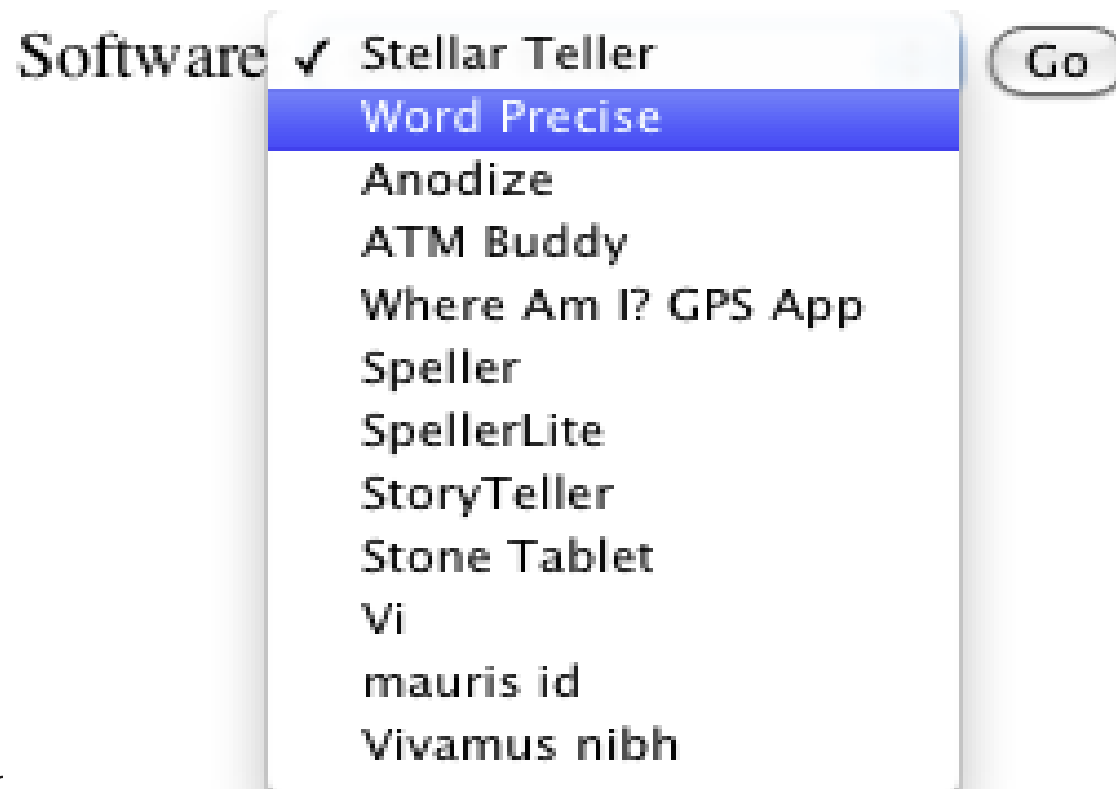 Software ✓ Stellar Teller Go
Word Precise
Anodize
ATM Buddy
Where Am I? GPS App
Speller
SpellerLite
StoryTeller
Stone Tablet
Vi
mauris id
Vivamus nibh